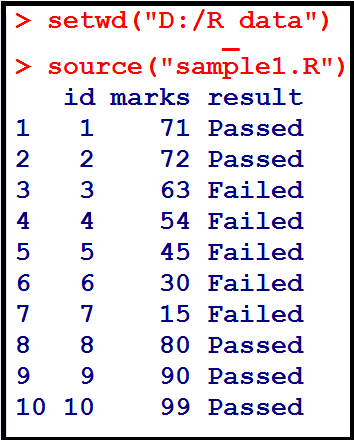 > setwd("D:/R data")
> source("sample1.R")
   id marks result
1   1    71 Passed
2   2    72 Passed
3   3    63 Failed
4   4    54 Failed
5   5    45 Failed
6   6    30 Failed
7   7    15 Failed
8   8    80 Passed
9   9    90 Passed
10 10    99 Passed